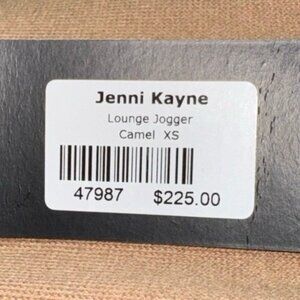 Jenni Kayne
Lounge Jogger
Camel XS
47987 $225.00